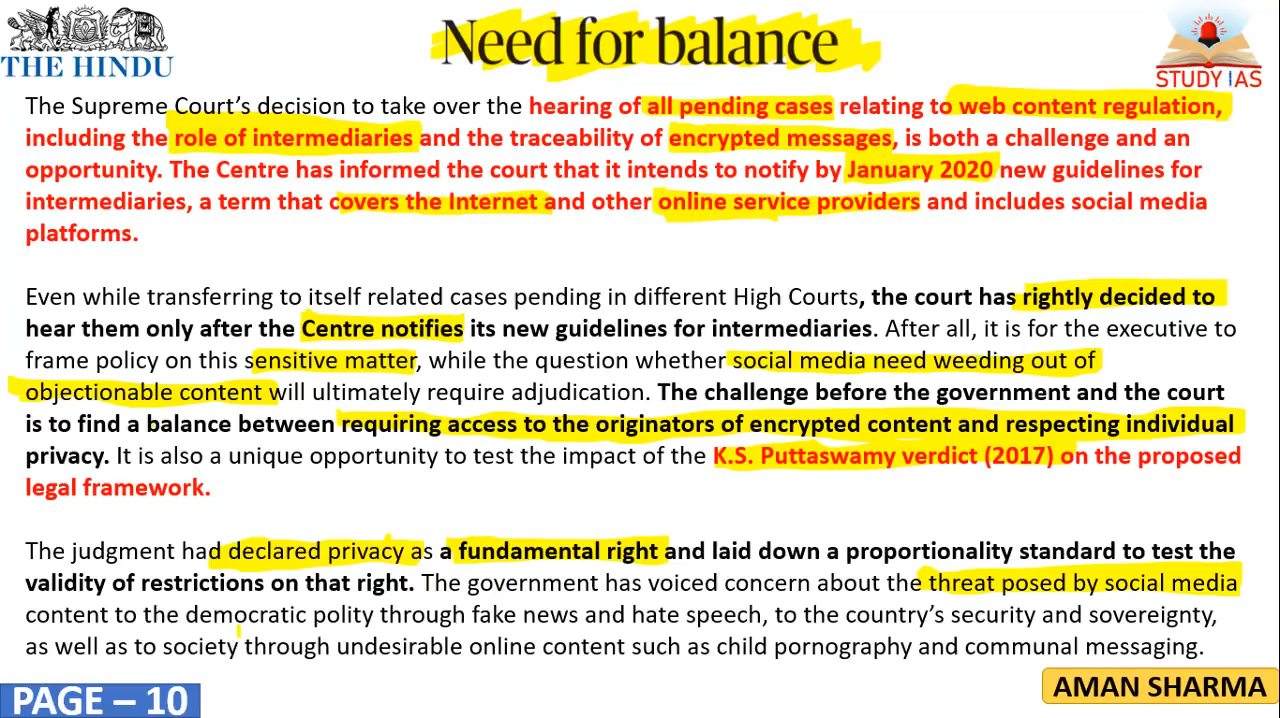 Need for balance
THE HINDU
STUDY IAS
The Supreme Court's decision to take over the hearing of all pending cases relating to web content regulation,
including the role of intermediaries and the traceability of encrypted messages, is both a challenge and an
opportunity. The Centre has informed the court that it intends to notify by January 2020 new guidelines for
intermediaries, a term that covers the Internet and other online service providers and includes social media
platforms.
Even while transferring to itself related cases pending in different High Courts, the court has rightly decided to
hear them only after the Centre notifies its new guidelines for intermediaries. After all, it is for the executive to
frame policy on this sensitive matter, while the question whether social media need weeding out of
objectionable content will ultimately require adjudication. The challenge before the government and the court
is to find a balance between requiring access to the originators of encrypted content and respecting individual
privacy. It is also a unique opportunity to test the impact of the K.S. Puttaswamy verdict (2017) on the proposed
legal framework.
The judgment had declared privacy as a fundamental right and laid down a proportionality standard to test the
validity of restrictions on that right. The government has voiced concern about the threat posed by social media
content to the democratic polity through fake news and hate speech, to the country's security and sovereignty,
as well as to society through undesirable online content such as child pornography and communal messaging.
PAGE – 10
AMAN SHARMA